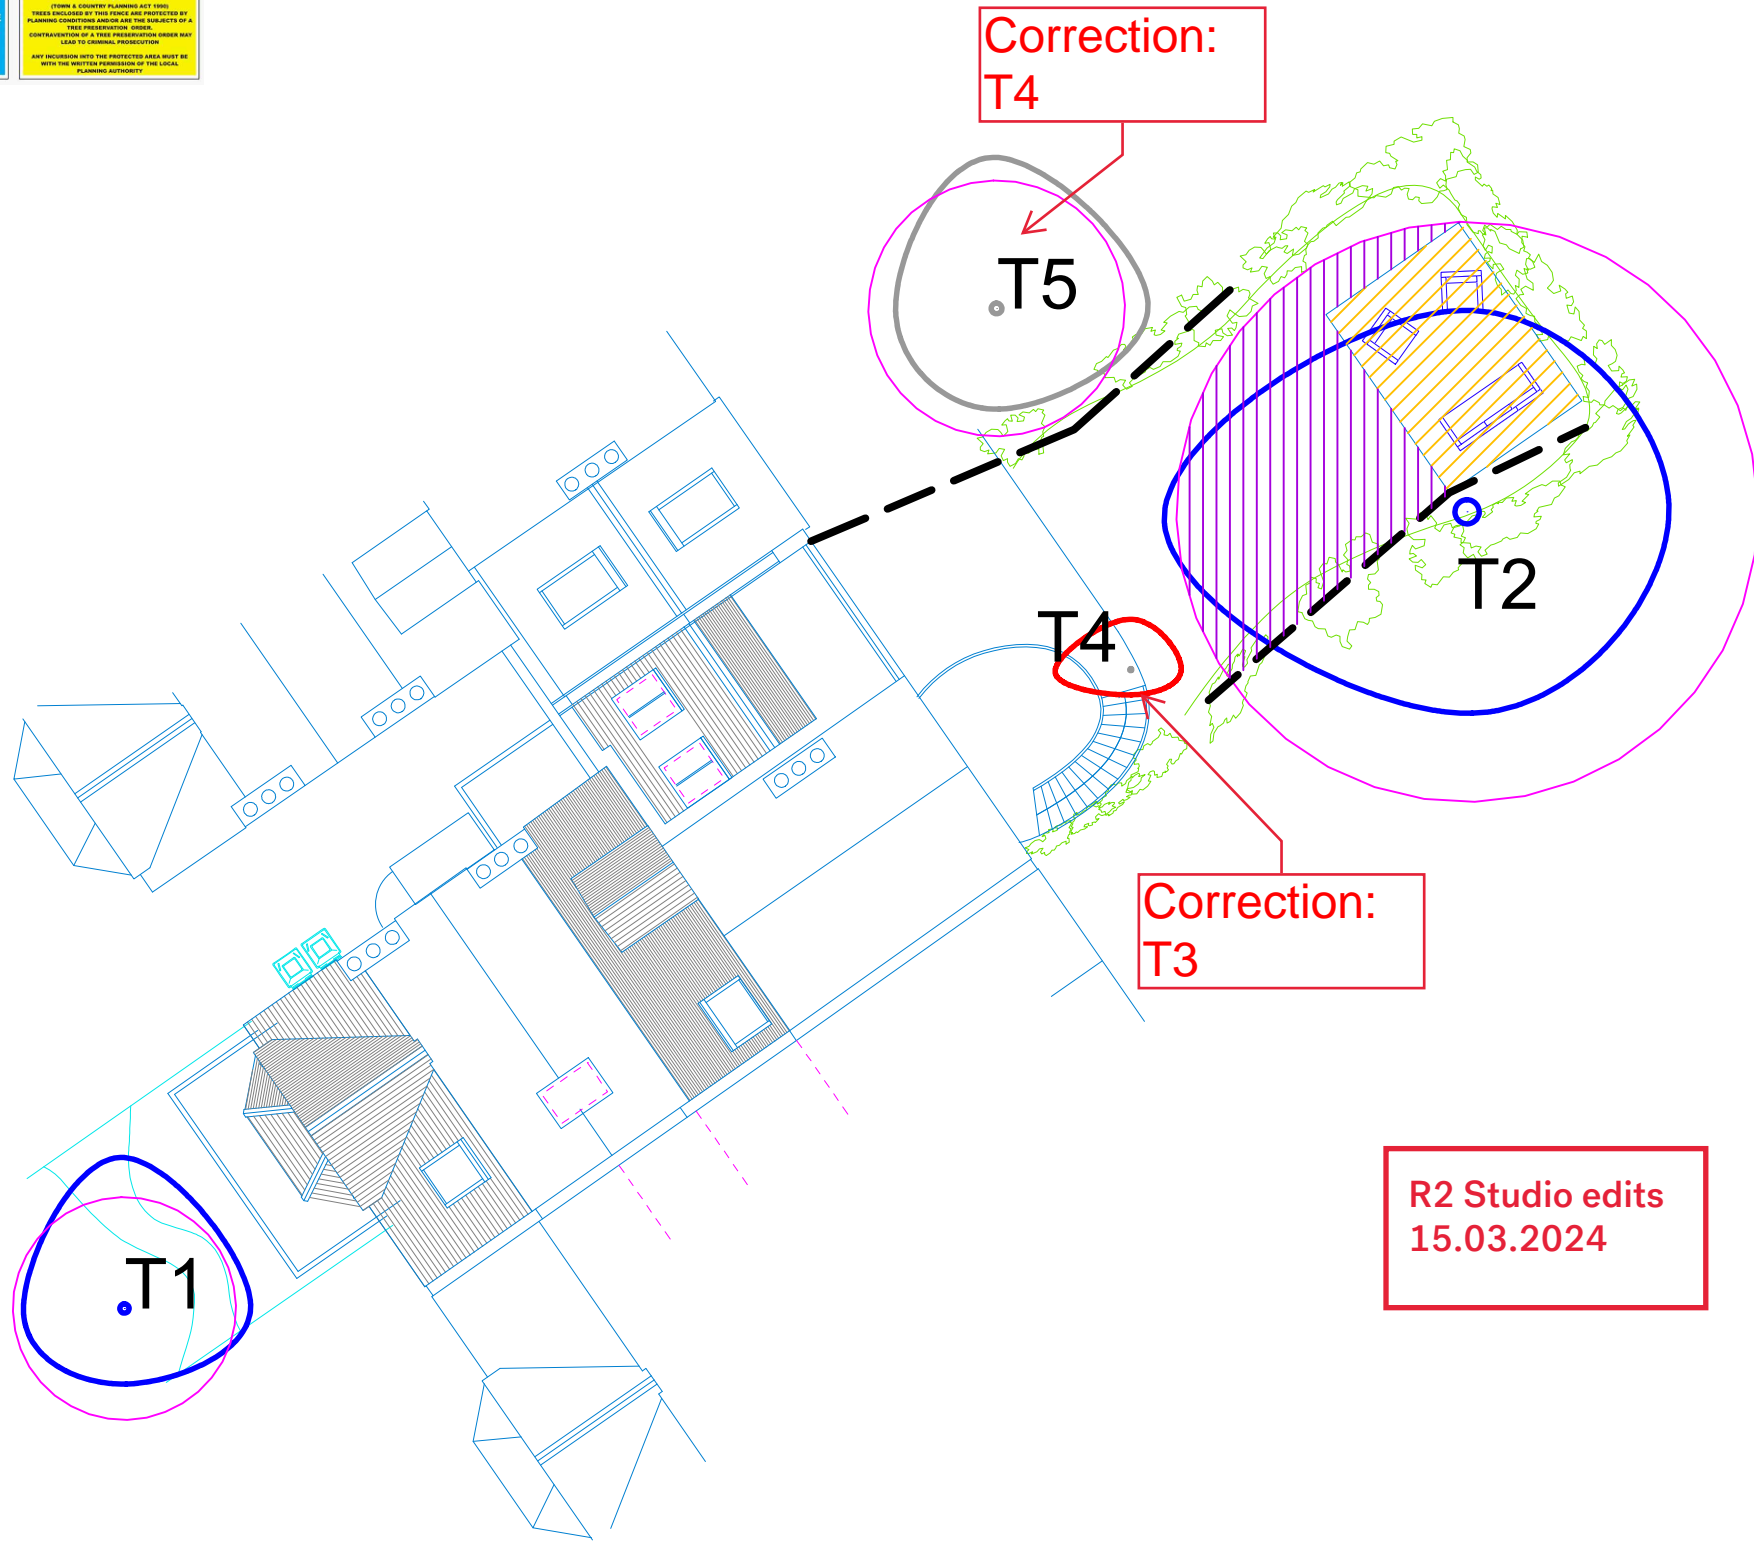 (TOWN & COUNTRY PLANNING ACT 1990)
TREES ENCLOSED BY THIS FENCE ARE PROTECTED BY
PLANNING CONDITIONS AND/OR ARE THE SUBJECTS OF A
TREE PRESERVATION ORDER.
CONTRAVENTION OF A TREE PRESERVATION ORDER MAY
LEAD TO CRIMINAL PROSECUTION
ANY INCURSION INTO THE PROTECTED AREA MUST BE
WITH THE WRITTEN PERMISSION OF THE LOCAL
PLANNING AUTHORITY
Correction:
T4
T5
T2
T4
Correction:
T3
R2 Studio edits
15.03.2024
T1